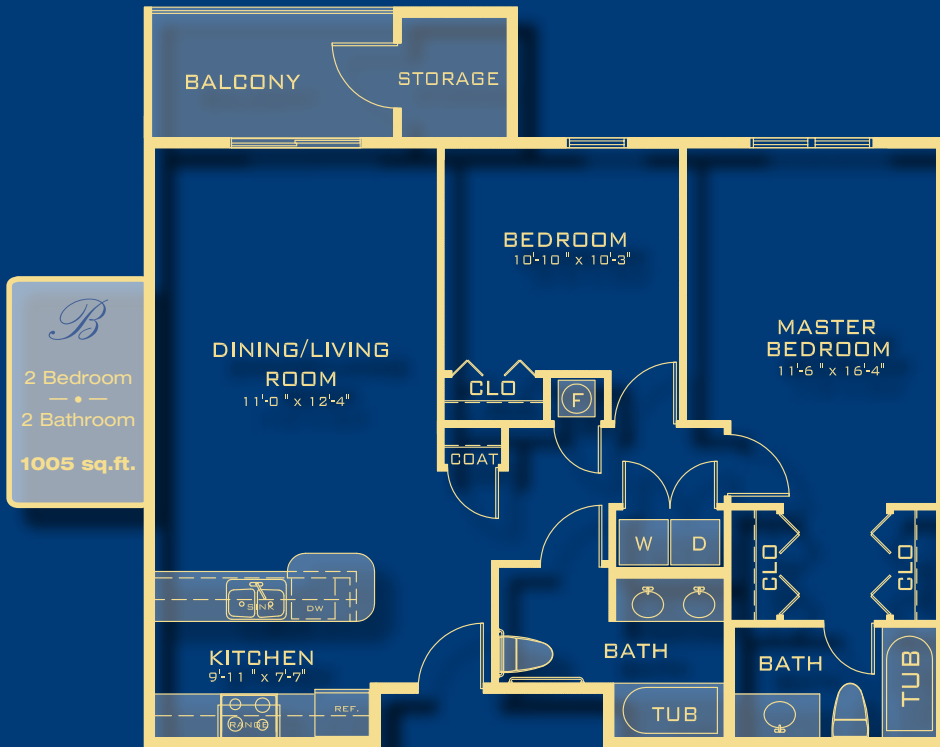 BALCONY
STORAGE
BEDROOM
10'-10" x 10'-3"
MASTER
BEDROOM
11'-6" x 16'-4"
DINING/LIVING
ROOM
11'-0" x 12'-4"
B
2 Bedroom
2 Bathroom
1005 sq.ft.
CLO
F
COAT
W
D
CLO
CLO
SINK
DW
KITCHEN
9'-11" x 7'-7"
BATH
BATH
TUB
REF.
RANGE
TUB